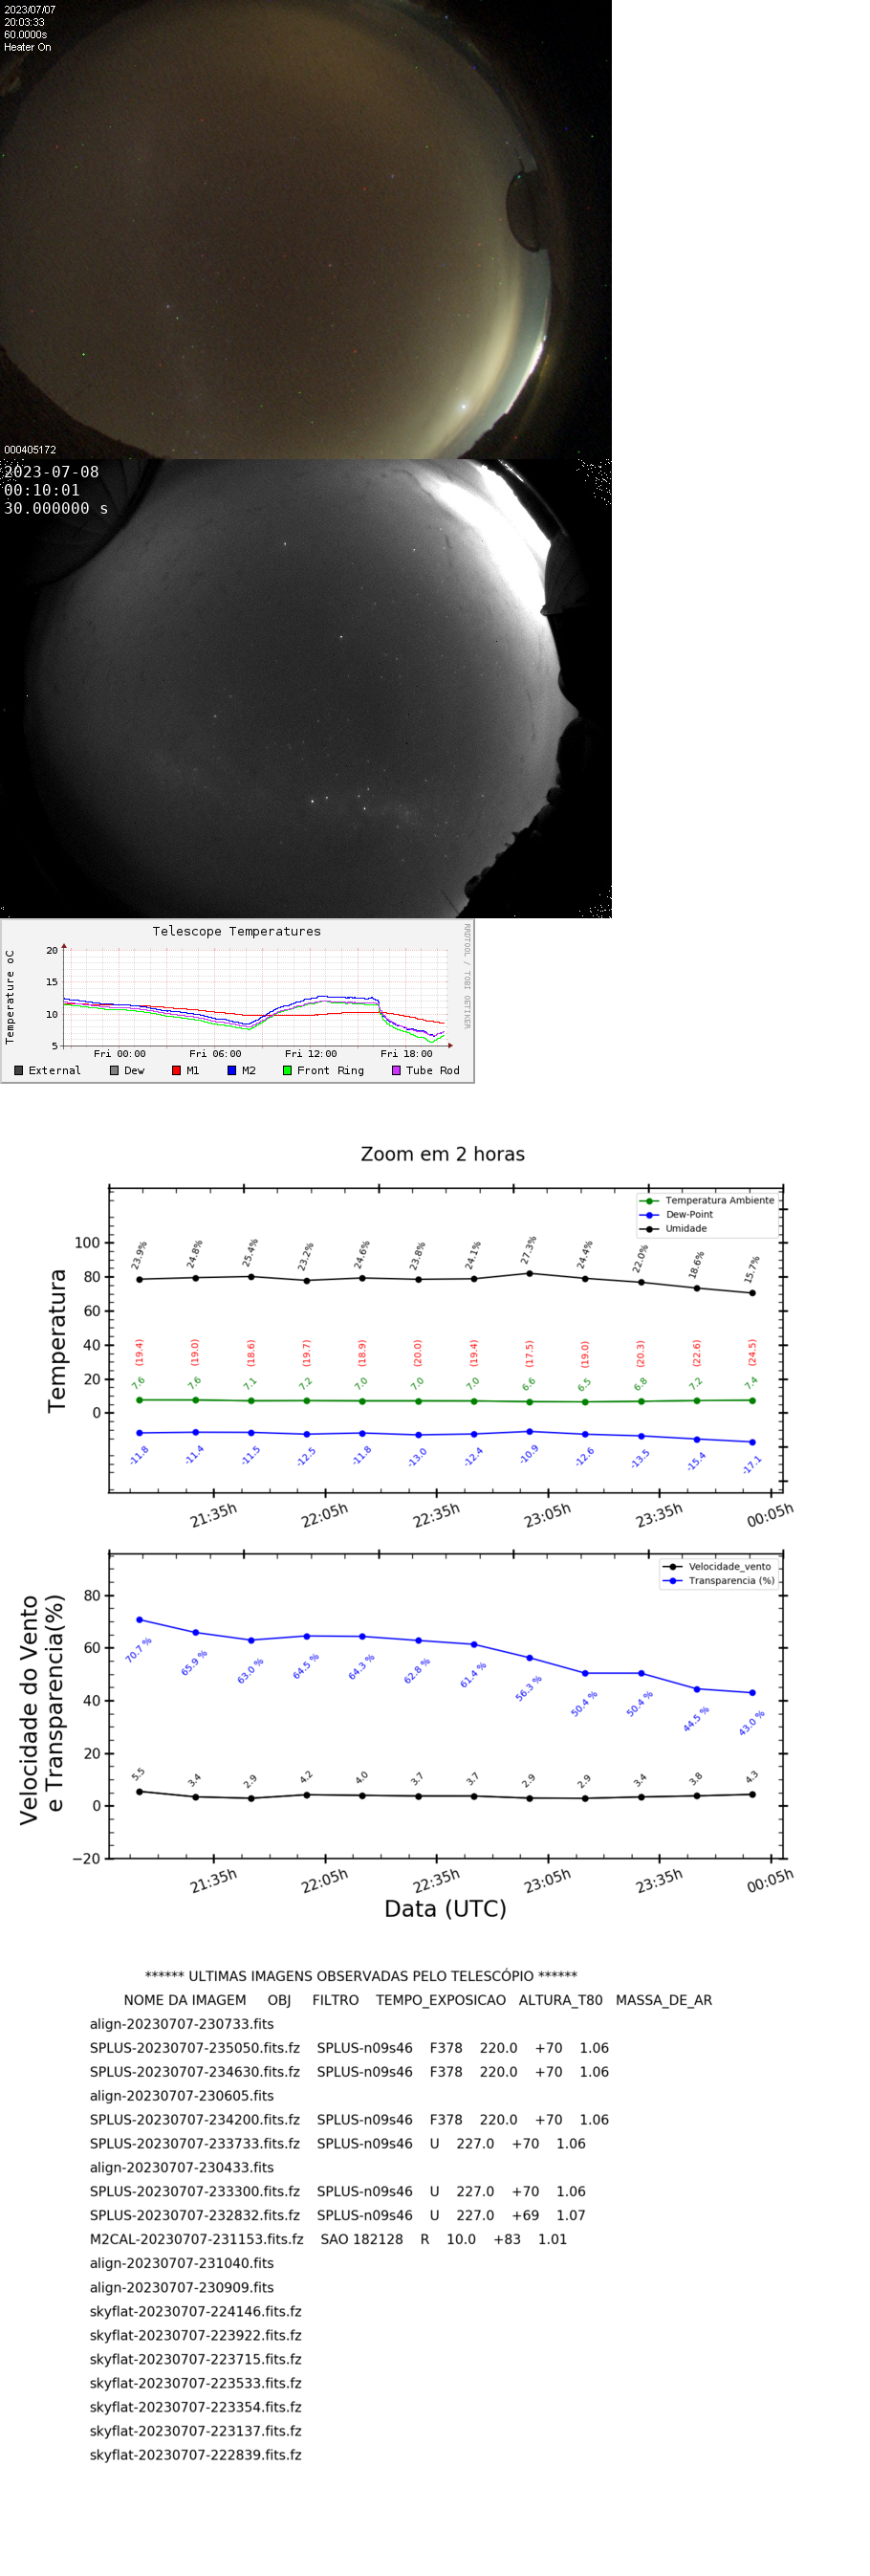 2023/07/07
20:03:33
60.0000s
Heater On
000405172
2023-07-08
00:10:01
30.000000 s
Telescope Temperatures
RRDTOOL / TOBI OETIKER
Temperature oC
20
15
10
5
Fri 00:00 Fri 06:00 Fri 12:00 Fri 18:00
External Dew M1 M2 Front Ring Tube Rod
Zoom em 2 horas
Temperatura Ambiente
Dew-Point
Umidade
Temperatura
100
80
60
40
20
0
23.9% 24.8% 25.4% 23.2% 24.6% 23.8% 24.1% 27.3% 24.4% 22.0% 18.6% 15.7%
(19.4) (19.0) (18.6) (19.7) (18.9) (20.0) (19.4) (17.5) (19.0) (20.3) (22.6) (24.5)
7.6 7.6 7.1 7.2 7.0 7.0 7.0 6.6 6.5 6.8 7.2 7.4
-11.8 -11.4 -11.5 -12.5 -11.8 -13.0 -12.4 -10.9 -12.6 -13.5 -15.4 -17.1
21:35h 22:05h 22:35h 23:05h 23:35h 00:05h
Velocidade_vento
Transparencia (%)
Velocidade do Vento
e Transparencia(%)
80
60
40
20
0
−20
70.7 % 65.9 % 63.0 % 64.5 % 64.3 % 62.8 % 61.4 % 56.3 % 50.4 % 50.4 % 44.5 % 43.0 %
5.5 3.4 2.9 4.2 4.0 3.7 3.7 2.9 2.9 3.4 3.8 4.3
21:35h 22:05h 22:35h 23:05h 23:35h 00:05h
Data (UTC)
****** ULTIMAS IMAGENS OBSERVADAS PELO TELESCÓPIO ******
NOME DA IMAGEM OBJ FILTRO TEMPO_EXPOSICAO ALTURA_T80 MASSA_DE_AR
align-20230707-230733.fits
SPLUS-20230707-235050.fits.fz SPLUS-n09s46 F378 220.0 +70 1.06
SPLUS-20230707-234630.fits.fz SPLUS-n09s46 F378 220.0 +70 1.06
align-20230707-230605.fits
SPLUS-20230707-234200.fits.fz SPLUS-n09s46 F378 220.0 +70 1.06
SPLUS-20230707-233733.fits.fz SPLUS-n09s46 U 227.0 +70 1.06
align-20230707-230433.fits
SPLUS-20230707-233300.fits.fz SPLUS-n09s46 U 227.0 +70 1.06
SPLUS-20230707-232832.fits.fz SPLUS-n09s46 U 227.0 +69 1.07
M2CAL-20230707-231153.fits.fz SAO 182128 R 10.0 +83 1.01
align-20230707-231040.fits
align-20230707-230909.fits
skyflat-20230707-224146.fits.fz
skyflat-20230707-223922.fits.fz
skyflat-20230707-223715.fits.fz
skyflat-20230707-223533.fits.fz
skyflat-20230707-223354.fits.fz
skyflat-20230707-223137.fits.fz
skyflat-20230707-222839.fits.fz